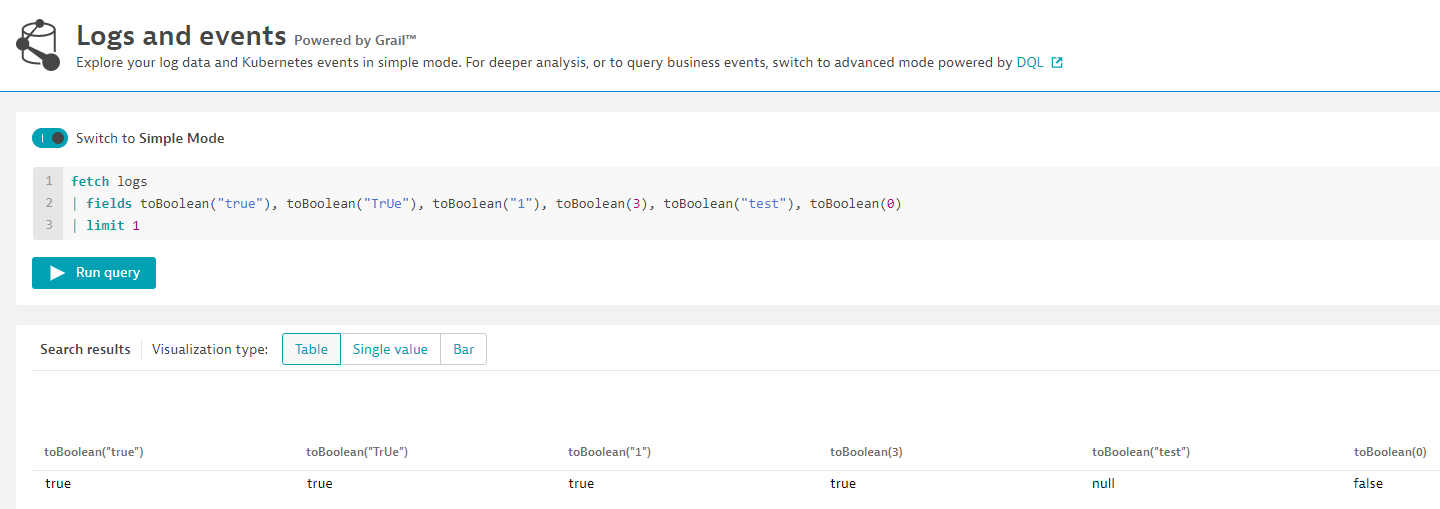 Logs and events Powered by Grail™
Explore your log data and Kubernetes events in simple mode. For deeper analysis, or to query business events, switch to advanced mode powered by DQL
Switch to Simple Mode
1 fetch logs
2 | fields toBoolean("true"), toBoolean("TrUe"), toBoolean("1"), toBoolean(3), toBoolean("test"), toBoolean(0)
3 | limit 1
Run query
Search results Visualization type: Table Single value Bar
toBoolean("true") toBoolean("TrUe") toBoolean("1") toBoolean(3) toBoolean("test") toBoolean(0)
true true true true null false